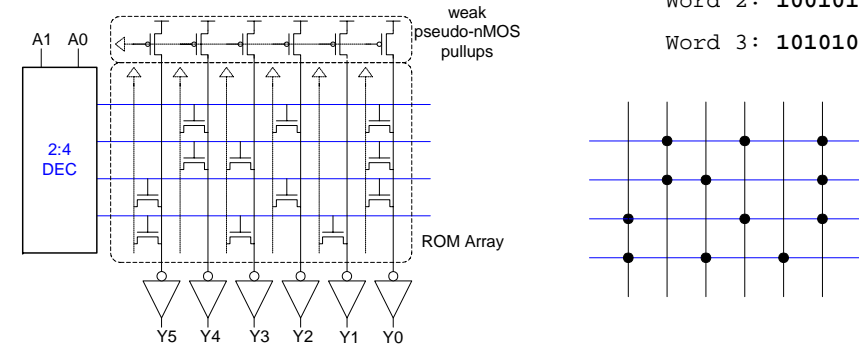 weak
pseudo-nMOS
pullups
Word 2: 100101
Word 3: 101010
A1 A0
2:4
DEC
ROM Array
Y5 Y4 Y3 Y2 Y1 Y0